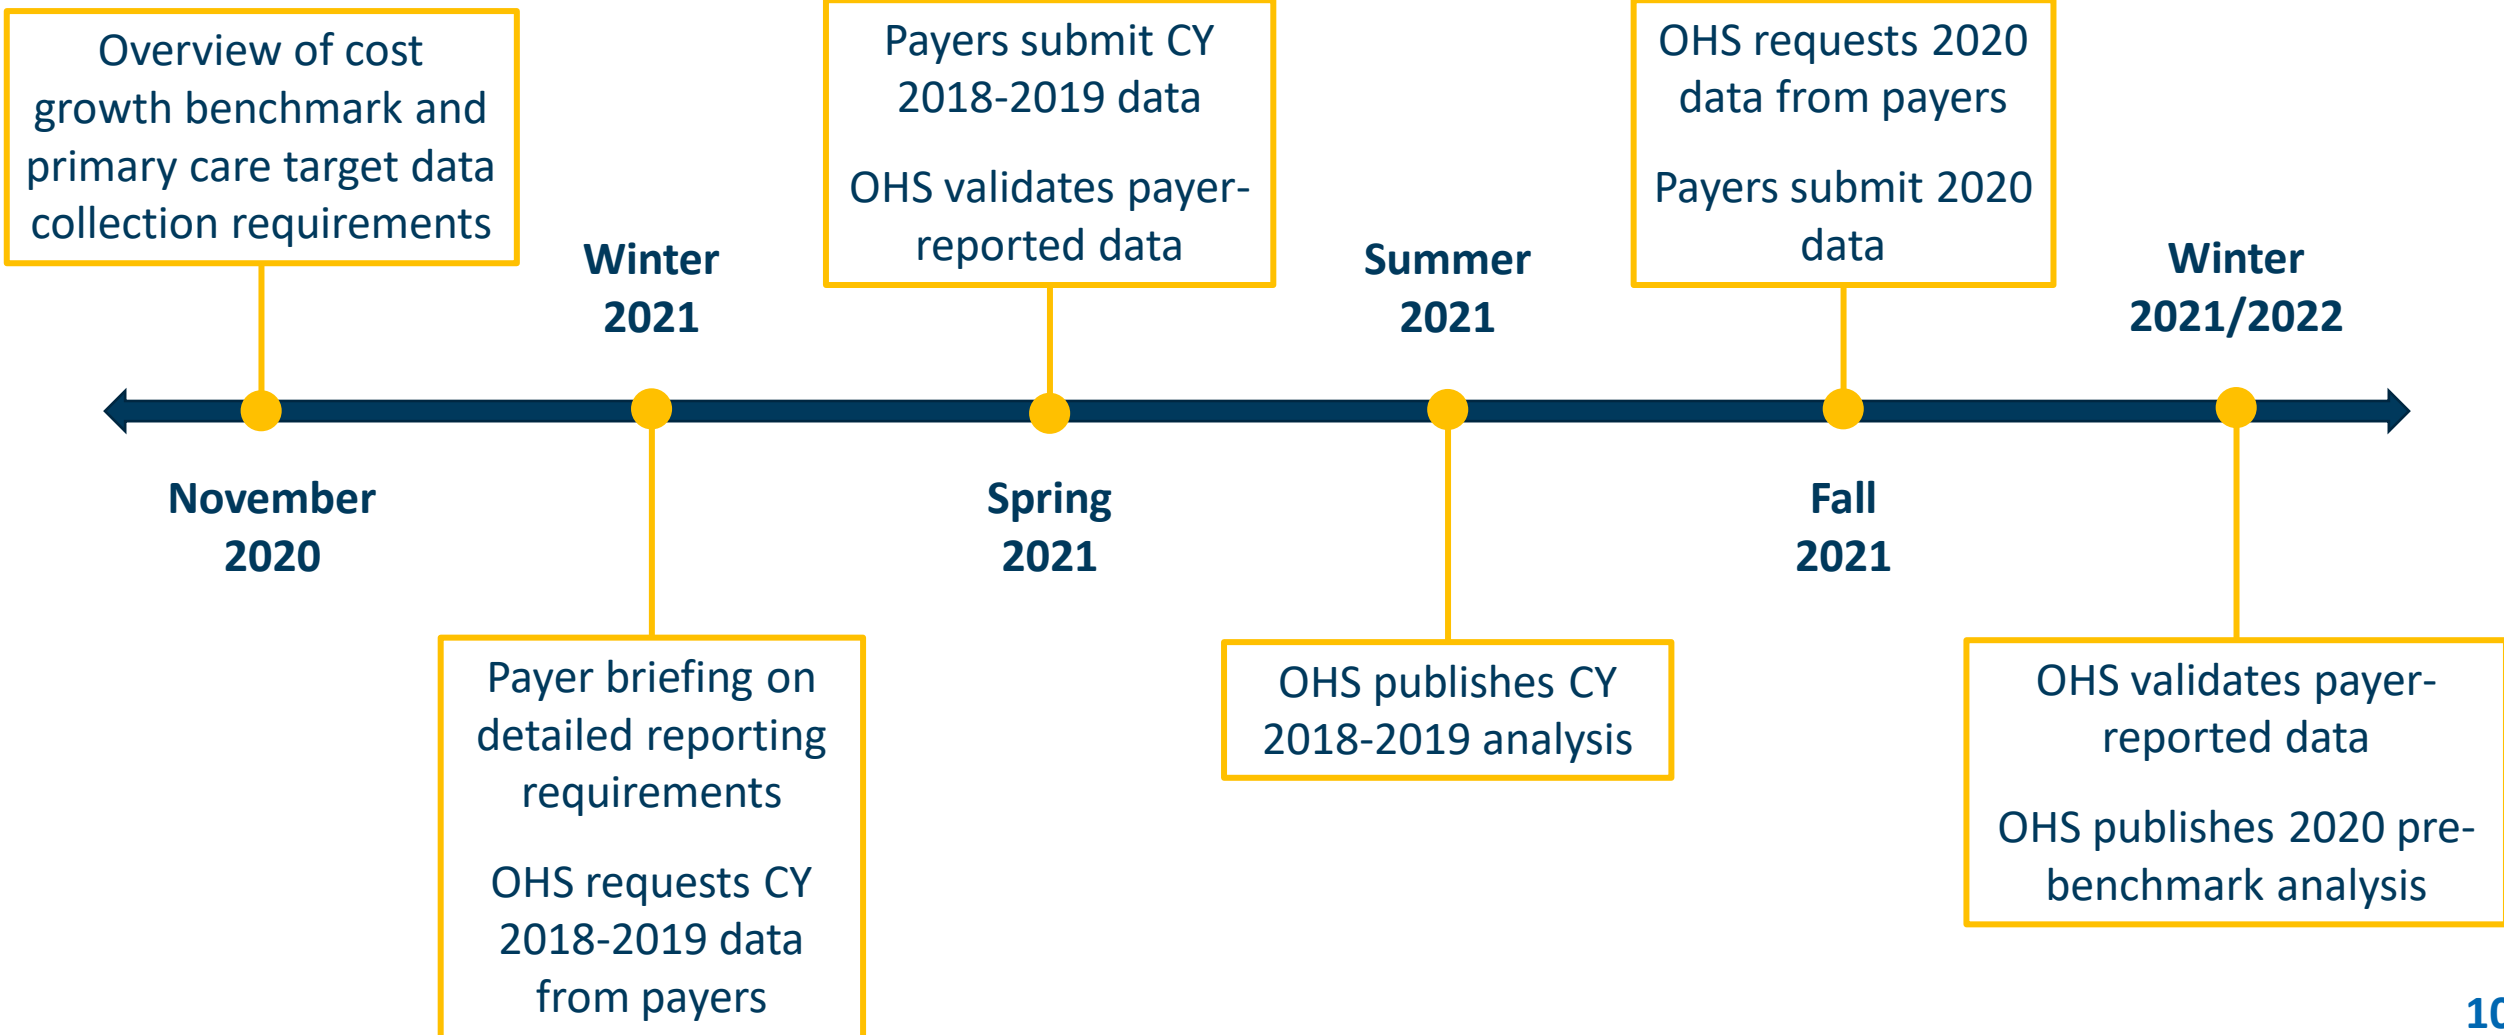 Overview of cost
growth benchmark and
primary care target data
collection requirements
November
2020
Winter
2021
Payer briefing on
detailed reporting
requirements
OHS requests CY
2018-2019 data
from payers
Payers submit CY
2018-2019 data
OHS validates payer-
reported data
Spring
2021
Summer
2021
OHS publishes CY
2018-2019 analysis
OHS requests 2020
data from payers
Payers submit 2020
data
Fall
2021
Winter
2021/2022
OHS validates payer-
reported data
OHS publishes 2020 pre-
benchmark analysis
10